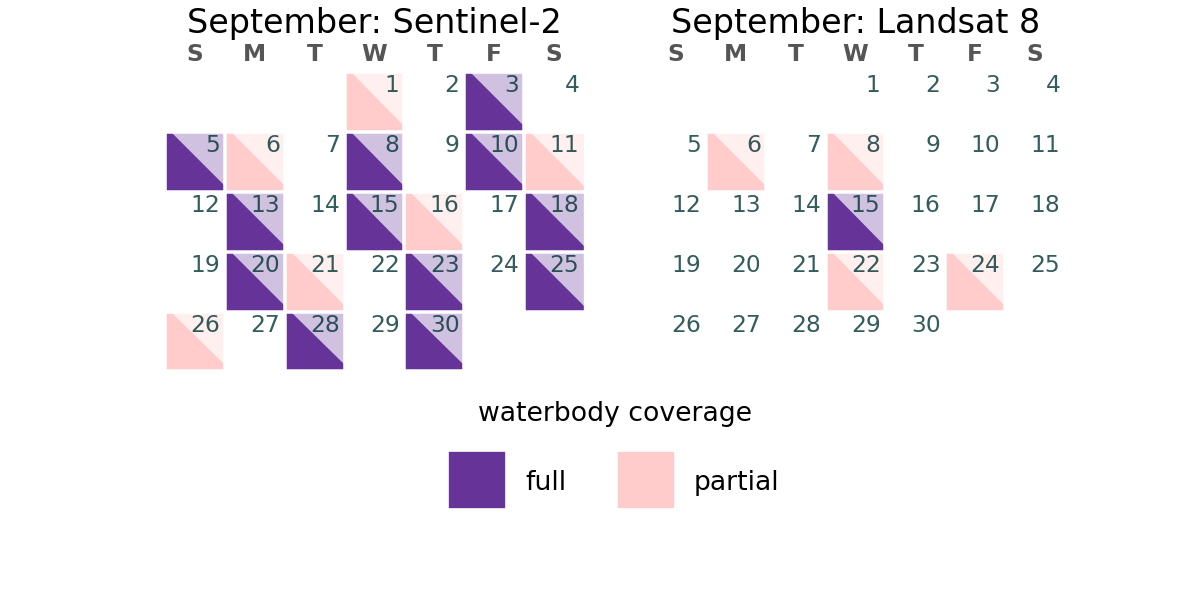 September: Sentinel-2
S M T W T F S
1 2 3 4
5 6 7 8 9 10 11
12 13 14 15 16 17 18
19 20 21 22 23 24 25
26 27 28 29 30
September: Landsat 8
S M T W T F S
1 2 3 4
5 6 7 8 9 10 11
12 13 14 15 16 17 18
19 20 21 22 23 24 25
26 27 28 29 30
waterbody coverage
full partial